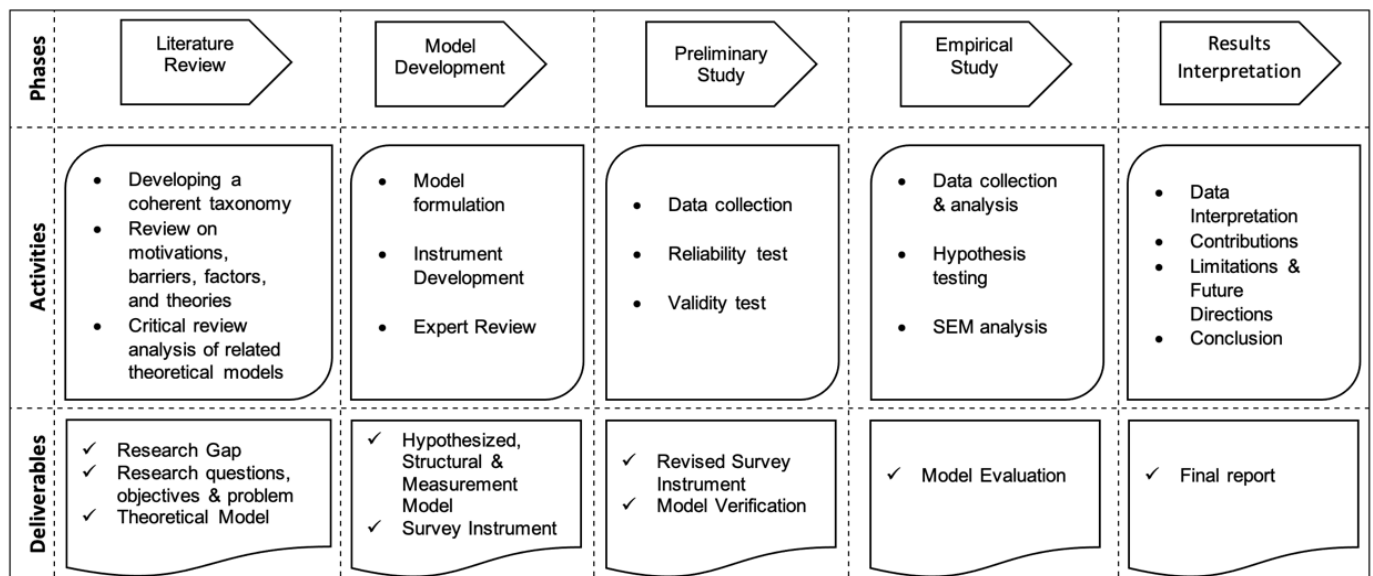 Phases
Literature
Review
Model
Development
Preliminary
Study
Empirical
Study
Results
Interpretation
Activities
• Developing a
coherent taxonomy
• Review on
motivations,
barriers, factors,
and theories
• Critical review
analysis of related
theoretical models
• Model
formulation
• Instrument
Development
• Expert Review
• Data collection
• Reliability test
• Validity test
• Data collection
& analysis
• Hypothesis
testing
• SEM analysis
• Data
Interpretation
• Contributions
• Limitations &
Future
Directions
• Conclusion
Deliverables
✓ Research Gap
✓ Research questions,
objectives & problem
✓ Theoretical Model
✓ Hypothesized,
Structural &
Measurement
Model
✓ Survey Instrument
✓ Revised Survey
Instrument
✓ Model Verification
✓ Model Evaluation
✓ Final report